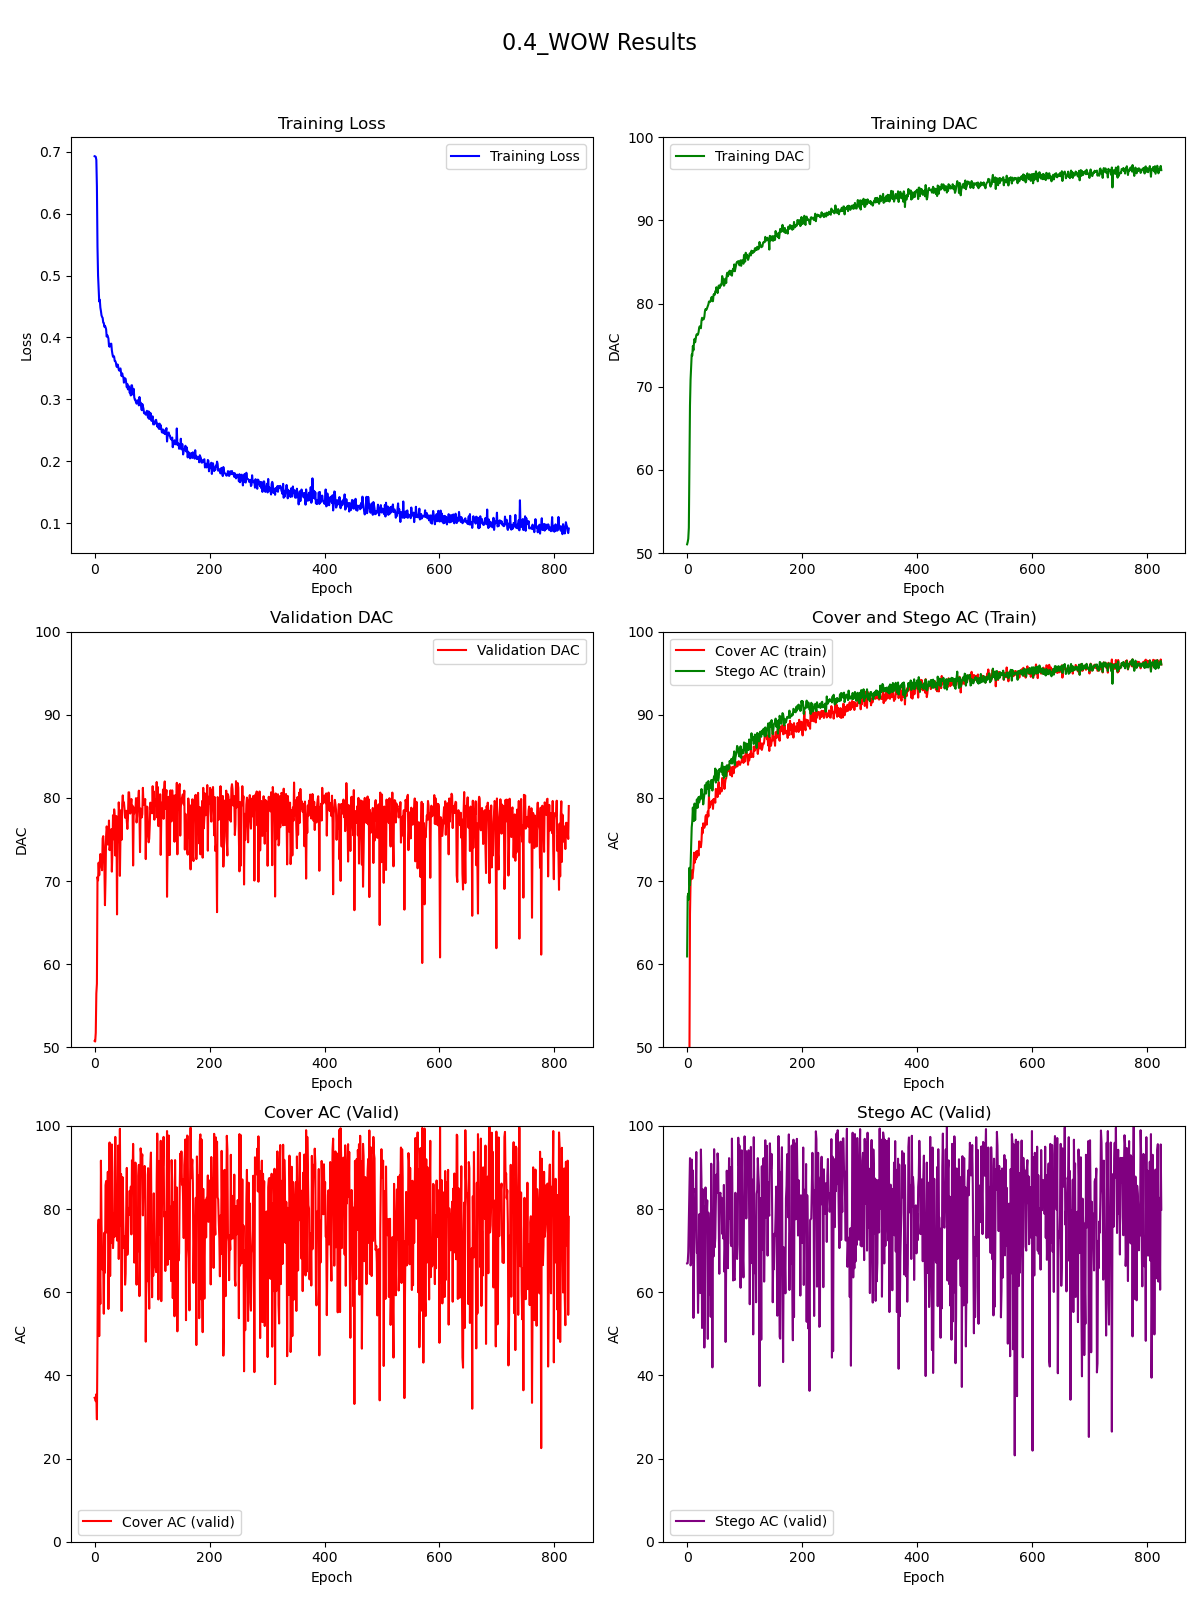 0.4_WOW Results
Training Loss
Training Loss
0.7
0.6
0.5
0.4
0.3
0.2
0.1
Loss
0 200 400 600 800
Epoch
Training DAC
Training DAC
100
90
80
70
60
50
DAC
0 200 400 600 800
Epoch
Validation DAC
Validation DAC
100
90
80
70
60
50
DAC
0 200 400 600 800
Epoch
Cover and Stego AC (Train)
Cover AC (train)
Stego AC (train)
100
90
80
70
60
50
AC
0 200 400 600 800
Epoch
Cover AC (Valid)
100
80
60
40
20
0
AC
Cover AC (valid)
0 200 400 600 800
Epoch
Stego AC (Valid)
100
80
60
40
20
0
AC
Stego AC (valid)
0 200 400 600 800
Epoch